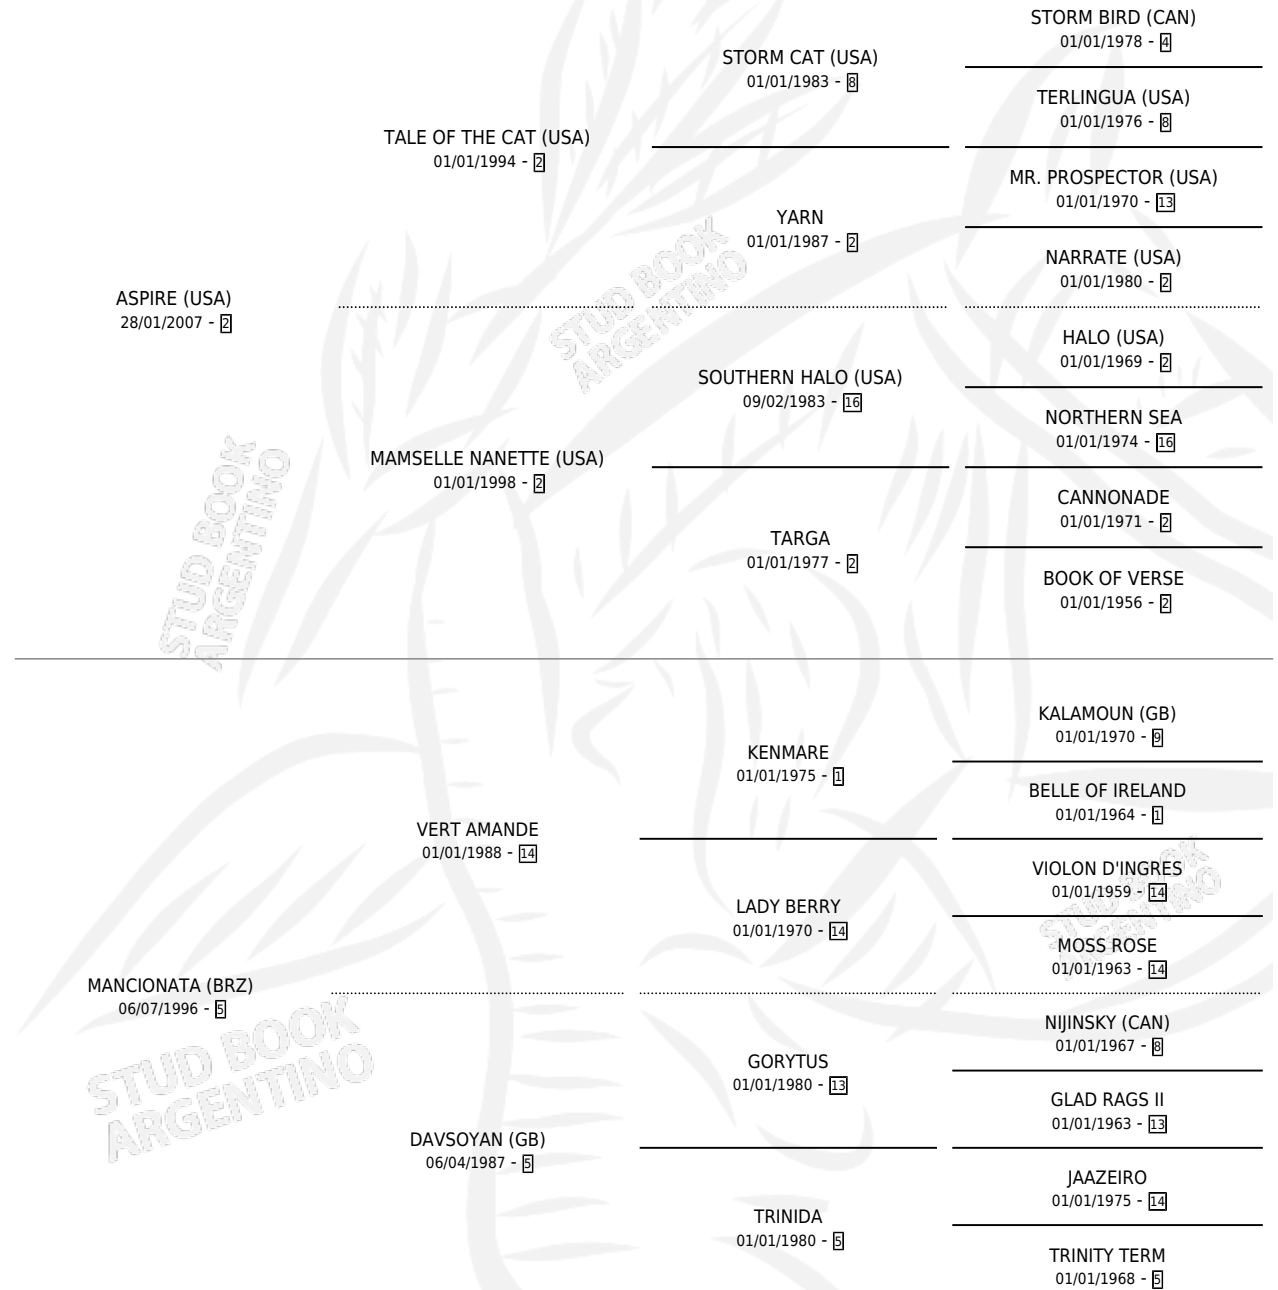 STORM BIRD (CAN)
01/01/1978 - 4
STORM CAT (USA)
01/01/1983 - 8
TERLINGUA (USA)
01/01/1976 - 8
TALE OF THE CAT (USA)
01/01/1994 - 2
MR. PROSPECTOR (USA)
01/01/1970 - 13
YARN
01/01/1987 - 2
NARRATE (USA)
01/01/1980 - 2
ASPIRE (USA)
28/01/2007 - 2
HALO (USA)
01/01/1969 - 2
SOUTHERN HALO (USA)
09/02/1983 - 16
NORTHERN SEA
01/01/1974 - 16
MAMSELLE NANETTE (USA)
01/01/1998 - 2
CANNONADE
01/01/1971 - 2
TARGA
01/01/1977 - 2
BOOK OF VERSE
01/01/1956 - 2
KALAMOUN (GB)
01/01/1970 - 9
KENMARE
01/01/1975 - 1
BELLE OF IRELAND
01/01/1964 - 1
VERT AMANDE
01/01/1988 - 14
VIOLON D'INGRES
01/01/1959 - 14
LADY BERRY
01/01/1970 - 14
MOSS ROSE
01/01/1963 - 14
MANCIONATA (BRZ)
06/07/1996 - 5
NIJINSKY (CAN)
01/01/1967 - 8
GORYTUS
01/01/1980 - 13
GLAD RAGS II
01/01/1963 - 13
DAVSOYAN (GB)
06/04/1987 - 5
JAAZEIRO
01/01/1975 - 14
TRINIDA
01/01/1980 - 5
TRINITY TERM
01/01/1968 - 5
STUD BOOK
ARGENTINO
STUD BOOK
ARGENTINO
STUD BOOK
ARGENTINO
STUD BOOK
ARGENTINO